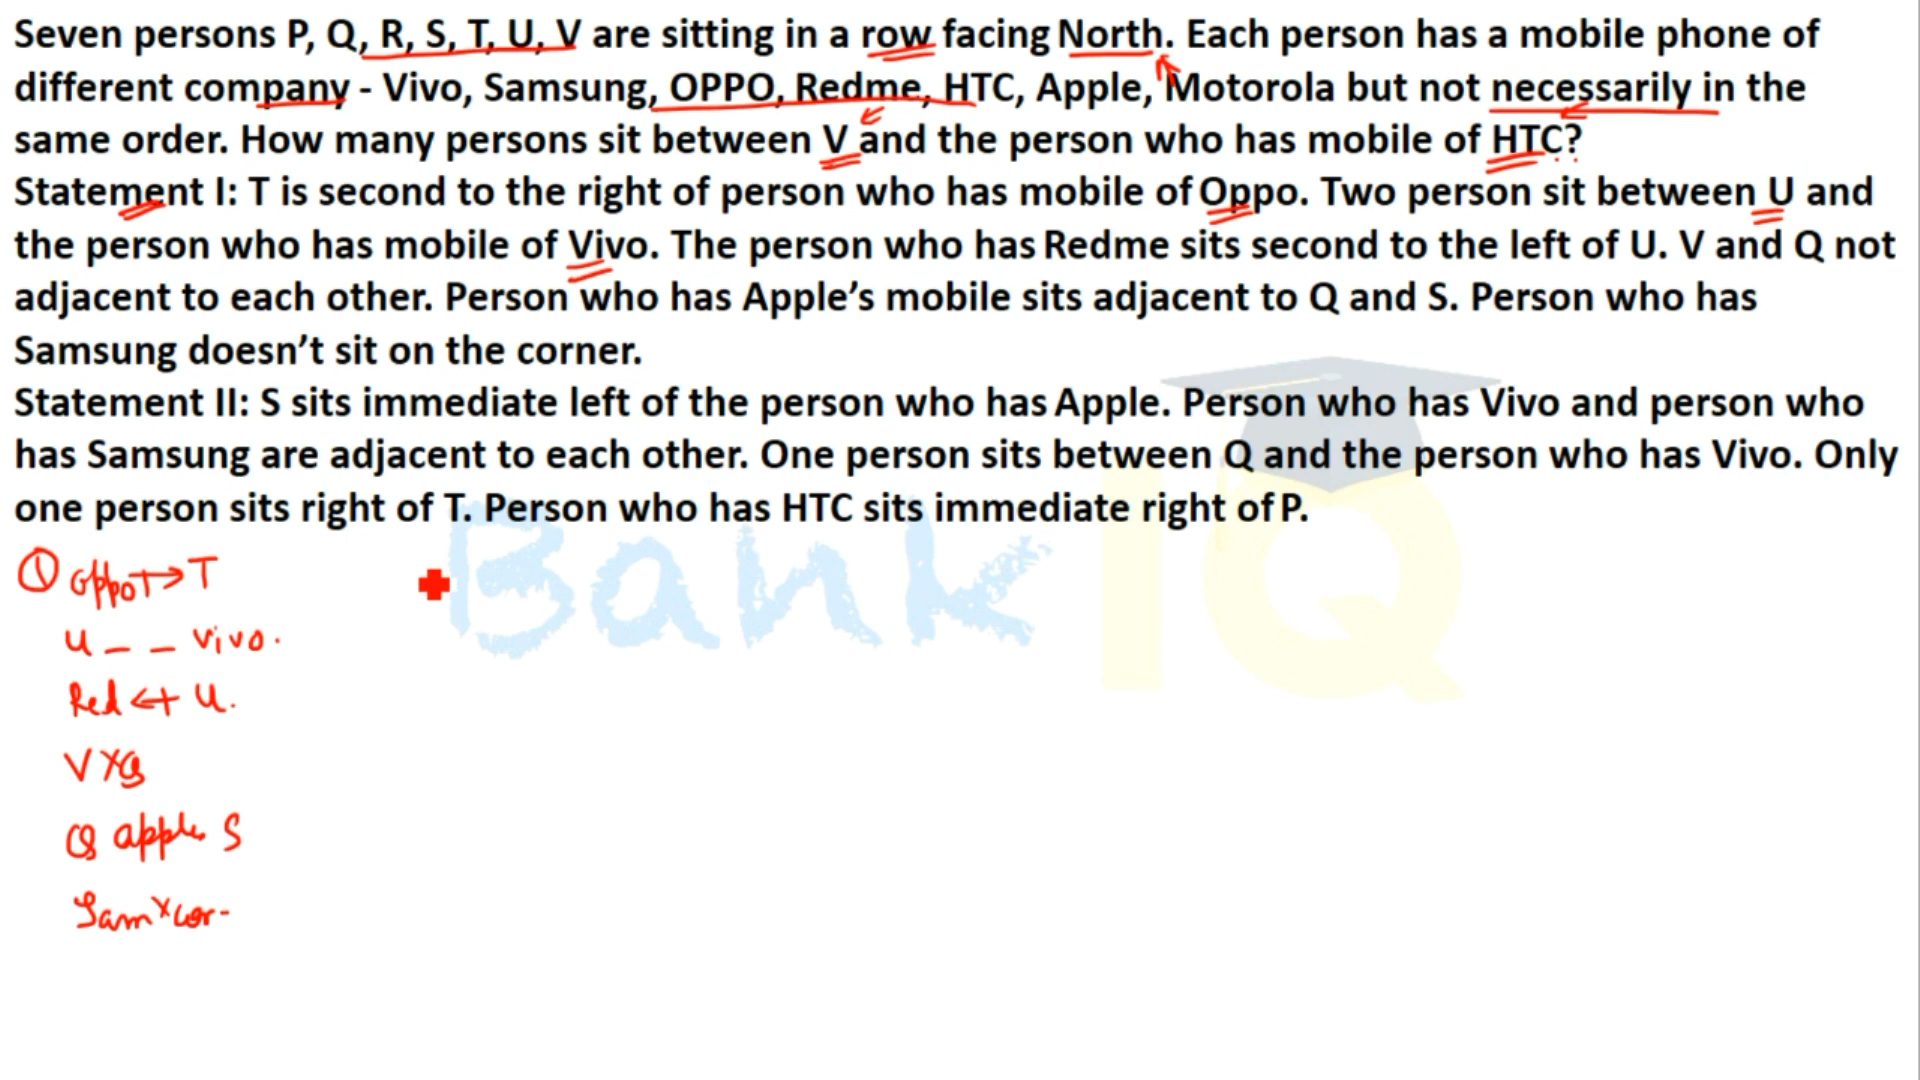 Seven persons P, Q, R, S, T, U, V are sitting in a row facing North. Each person has a mobile phone of
different company - Vivo, Samsung, OPPO, Redme, HTC, Apple, Motorola but not necessarily in the
same order. How many persons sit between V and the person who has mobile of HTC?
Statement I: T is second to the right of person who has mobile of Oppo. Two person sit between U and
the person who has mobile of Vivo. The person who has Redme sits second to the left of U. V and Q not
adjacent to each other. Person who has Apple’s mobile sits adjacent to Q and S. Person who has
Samsung doesn’t sit on the corner.
Statement II: S sits immediate left of the person who has Apple. Person who has Vivo and person who
has Samsung are adjacent to each other. One person sits between Q and the person who has Vivo. Only
one person sits right of T. Person who has HTC sits immediate right of P.
Bank IQ
① oppo → T
U _ _ vivo.
Red ← U.
V X Q
Q apple S
Sam x cor-